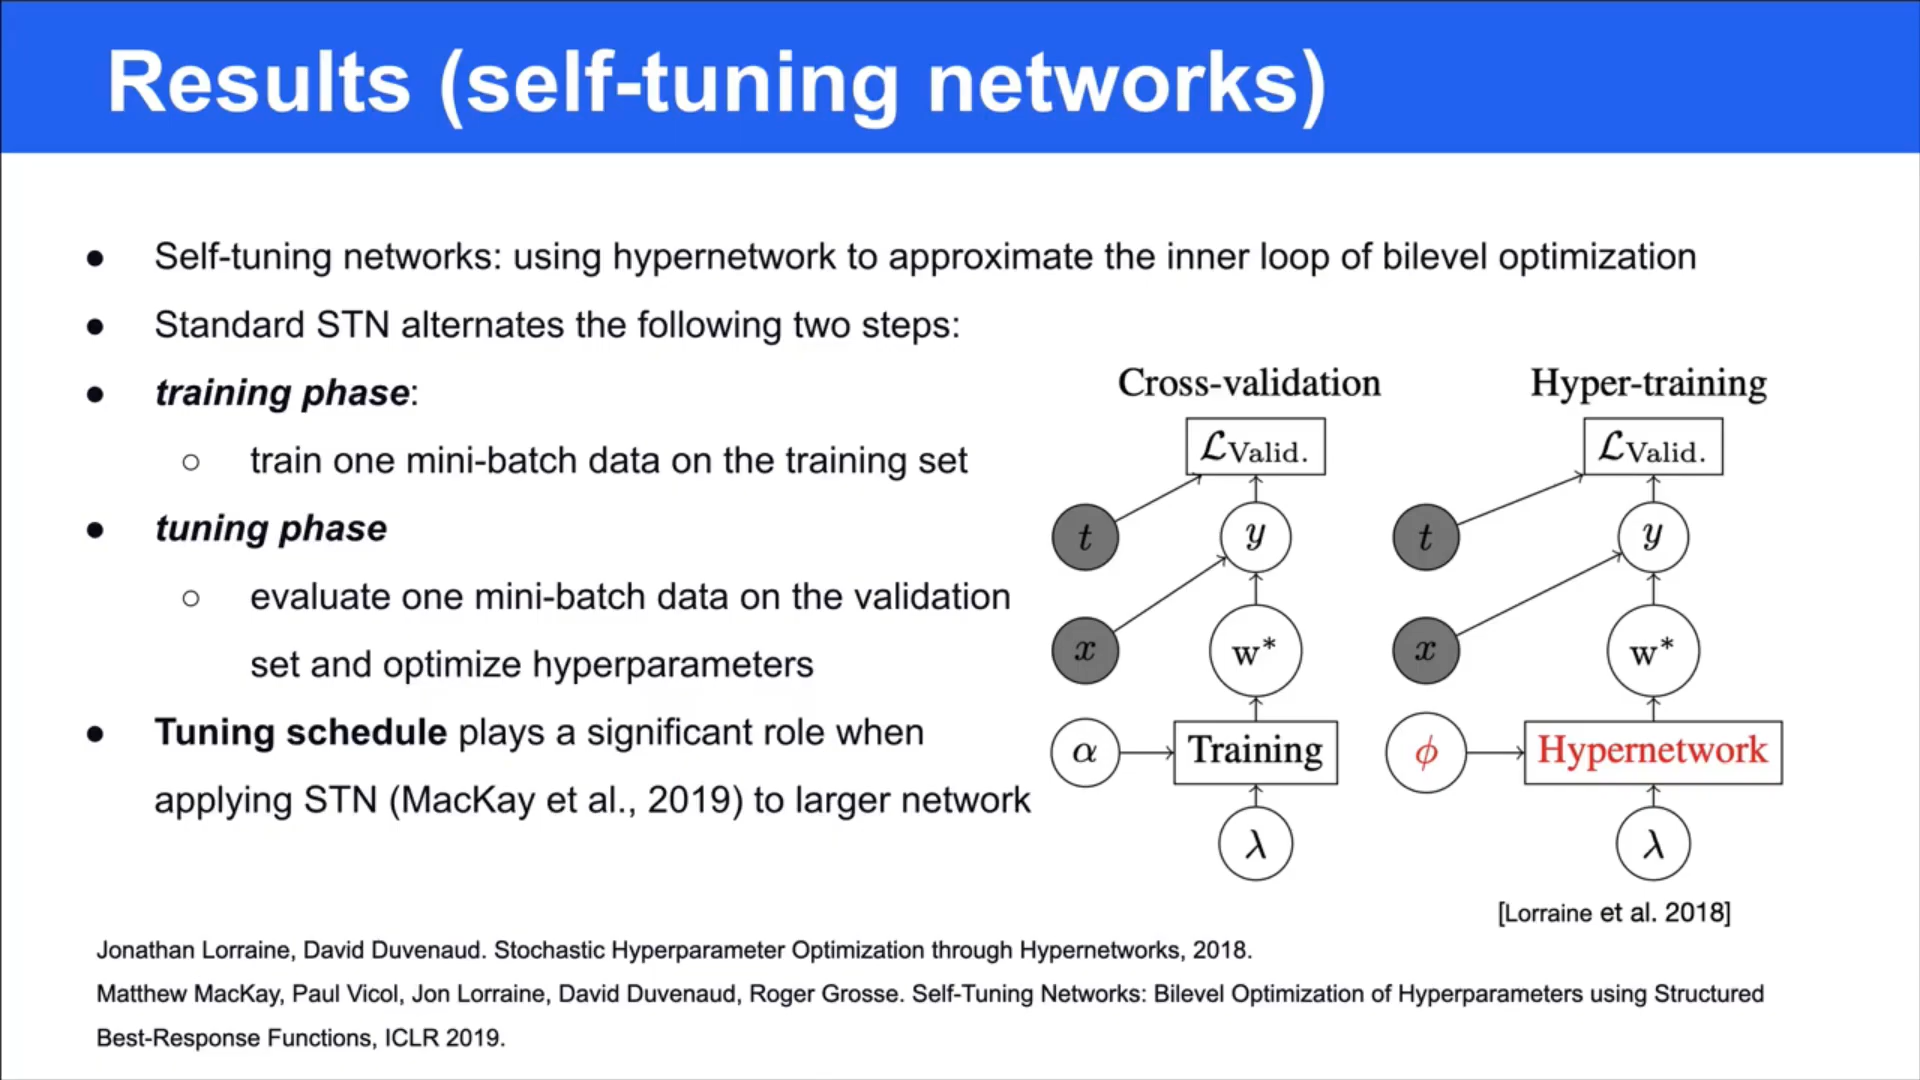 Results (self-tuning networks)
● Self-tuning networks: using hypernetwork to approximate the inner loop of bilevel optimization
● Standard STN alternates the following two steps:
● training phase:
○ train one mini-batch data on the training set
● tuning phase
○ evaluate one mini-batch data on the validation
set and optimize hyperparameters
● Tuning schedule plays a significant role when
applying STN (MacKay et al., 2019) to larger network
Cross-validation
ℒValid.
t
y
x
w*
α
Training
λ
Hyper-training
ℒValid.
t
y
x
w*
ϕ
Hypernetwork
λ
[Lorraine et al. 2018]
Jonathan Lorraine, David Duvenaud. Stochastic Hyperparameter Optimization through Hypernetworks, 2018.
Matthew MacKay, Paul Vicol, Jon Lorraine, David Duvenaud, Roger Grosse. Self-Tuning Networks: Bilevel Optimization of Hyperparameters using Structured
Best-Response Functions, ICLR 2019.